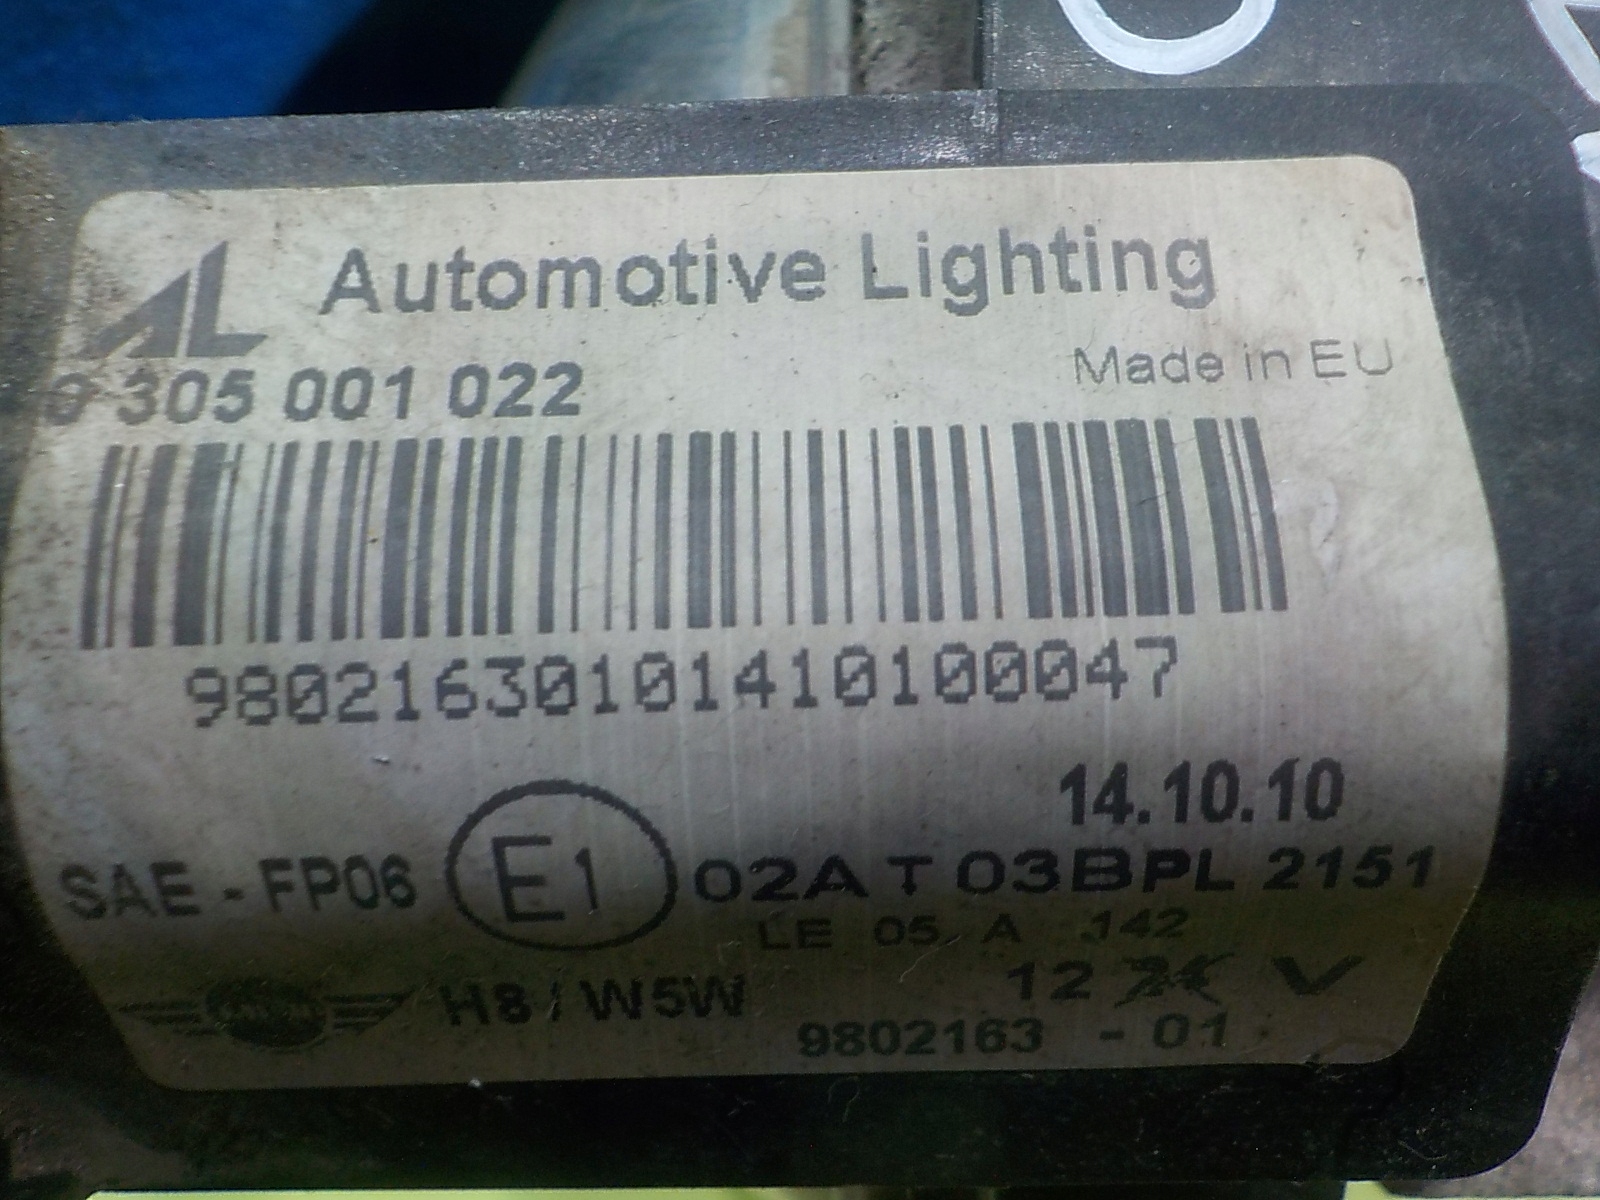 AL Automotive Lighting
0 305 001 022
Made in EU
98021630101410100047
14.10.10
SAE - FP06 E1 02A T 03BPL 2151
LE 05. A 142
H8 / W5W
12 V
9802163 - 01